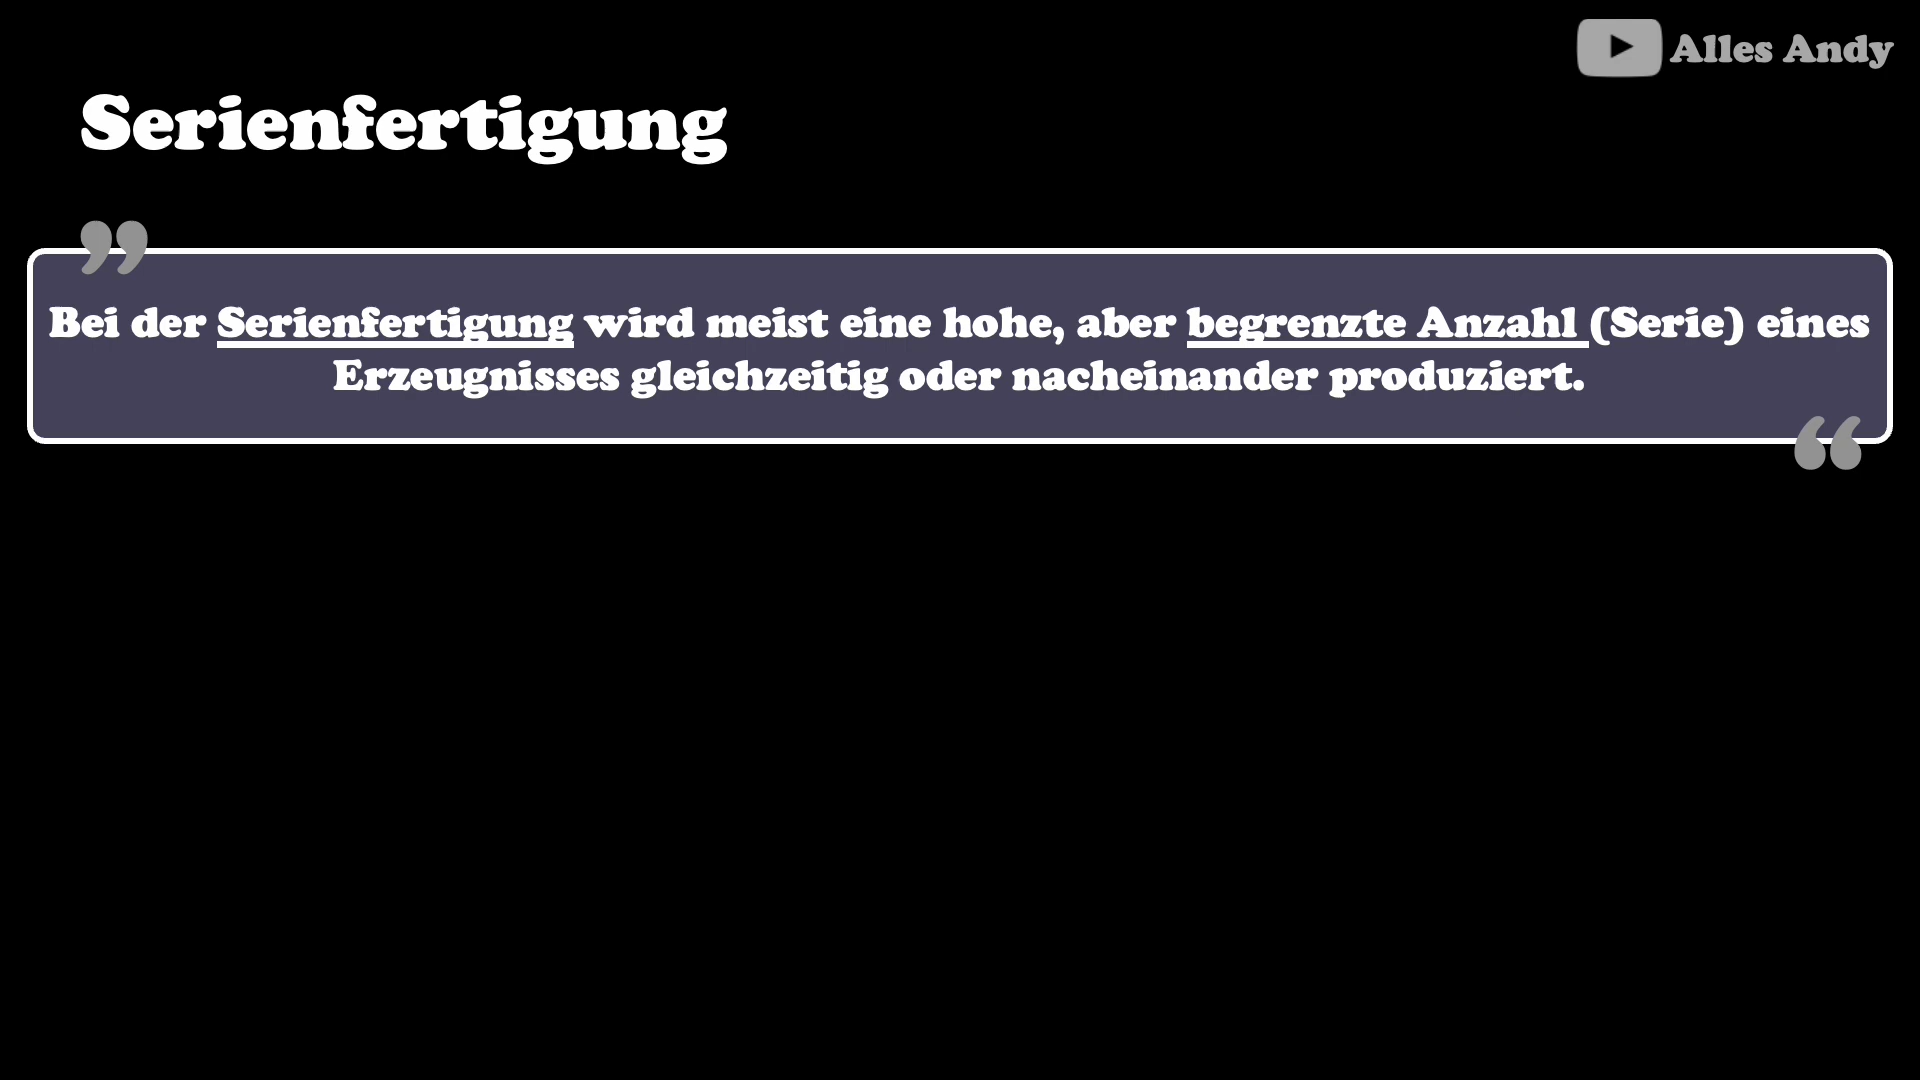 Alles Andy
Serienfertigung
”
Bei der Serienfertigung wird meist eine hohe, aber begrenzte Anzahl (Serie) eines
Erzeugnisses gleichzeitig oder nacheinander produziert.
“